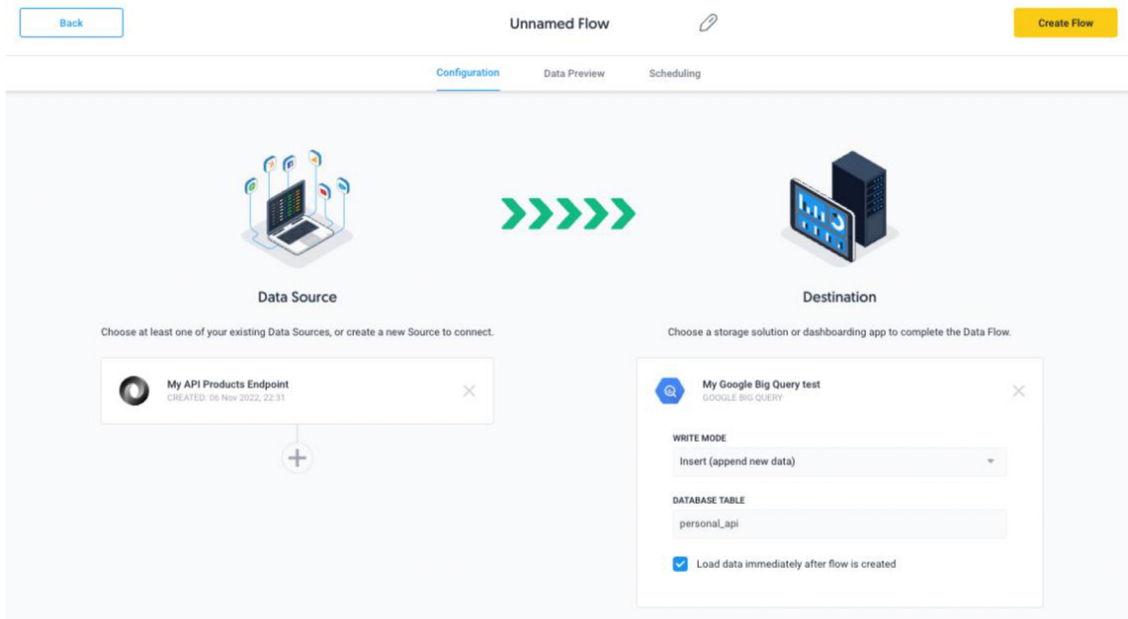 Back
Unnamed Flow
Create Flow
Configuration
Data Preview
Scheduling
Data Source
Choose at least one of your existing Data Sources, or create a new Source to connect.
My API Products Endpoint
CREATED: 06 Nov 2022, 22:31
Destination
Choose a storage solution or dashboarding app to complete the Data Flow.
My Google Big Query test
GOOGLE BIG QUERY
WRITE MODE
Insert (append new data)
DATABASE TABLE
personal_api
Load data immediately after flow is created